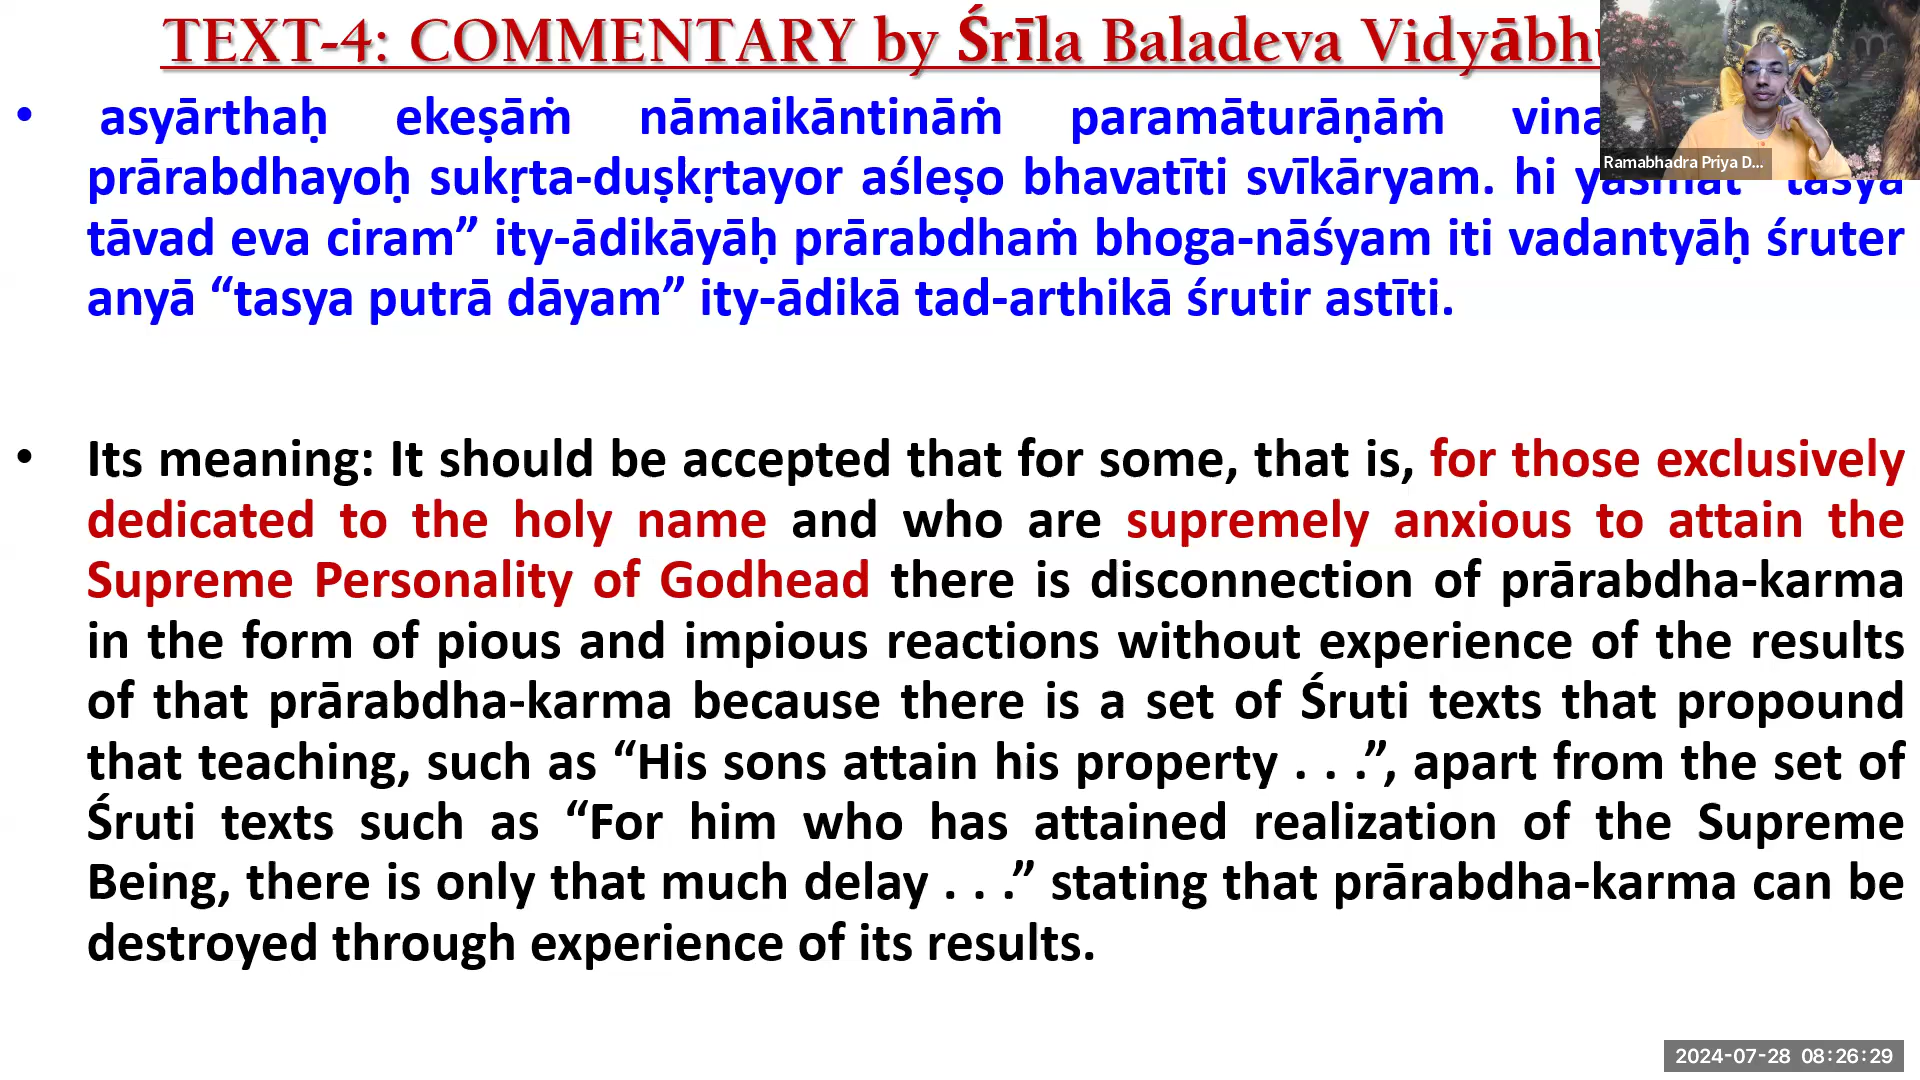 TEXT-4: COMMENTARY by Śrīla Baladeva
Ramabhadra Priya D...
• asyārthaḥ ekeṣāṁ nāmaikāntināṁ paramāturāṇāṁ
prārabdhayoḥ sukṛta-duṣkṛtayor aśleṣo bhavatīti svīkāryam. hi yasmāt “tasya
tāvad eva ciram” ity-ādikāyāḥ prārabdhaṁ bhoga-nāśyam iti vadantyāḥ śruter
anyā “tasya putrā dāyam” ity-ādikā tad-arthikā śrutir astīti.
• Its meaning: It should be accepted that for some, that is, for those exclusively
dedicated to the holy name and who are supremely anxious to attain the
Supreme Personality of Godhead there is disconnection of prārabdha-karma
in the form of pious and impious reactions without experience of the results
of that prārabdha-karma because there is a set of Śruti texts that propound
that teaching, such as “His sons attain his property . . .”, apart from the set of
Śruti texts such as “For him who has attained realization of the Supreme
Being, there is only that much delay . . .” stating that prārabdha-karma can be
destroyed through experience of its results.
2024-07-28 08:26:29